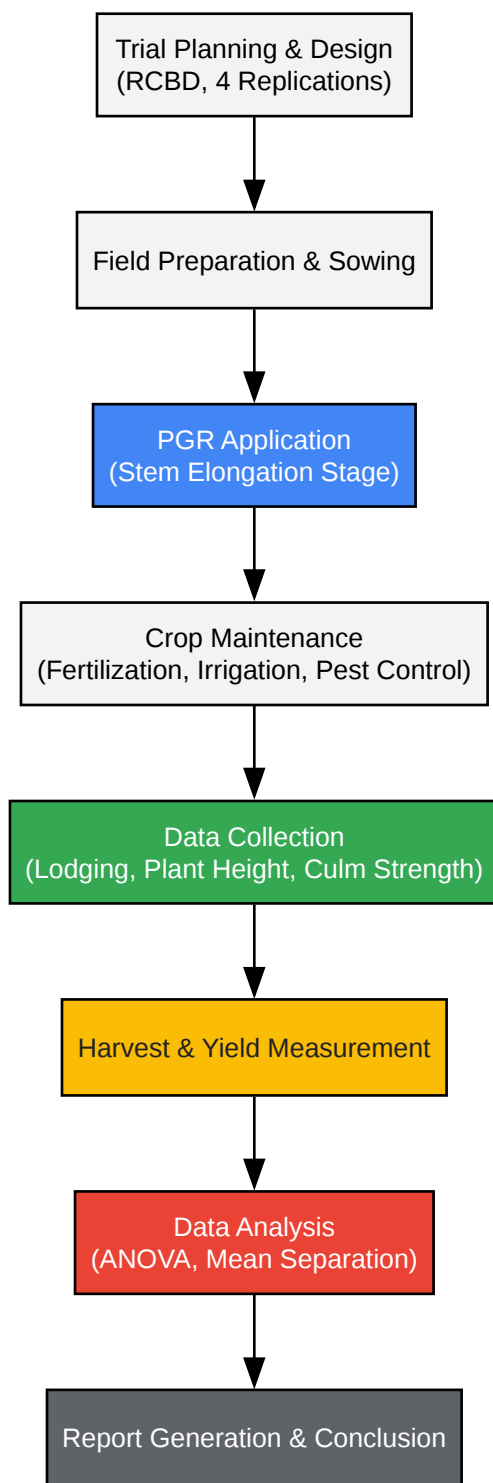 Trial Planning & Design
(RCBD, 4 Replications)
Field Preparation & Sowing
PGR Application
(Stem Elongation Stage)
Crop Maintenance
(Fertilization, Irrigation, Pest Control)
Data Collection
(Lodging, Plant Height, Culm Strength)
Harvest & Yield Measurement
Data Analysis
(ANOVA, Mean Separation)
Report Generation & Conclusion